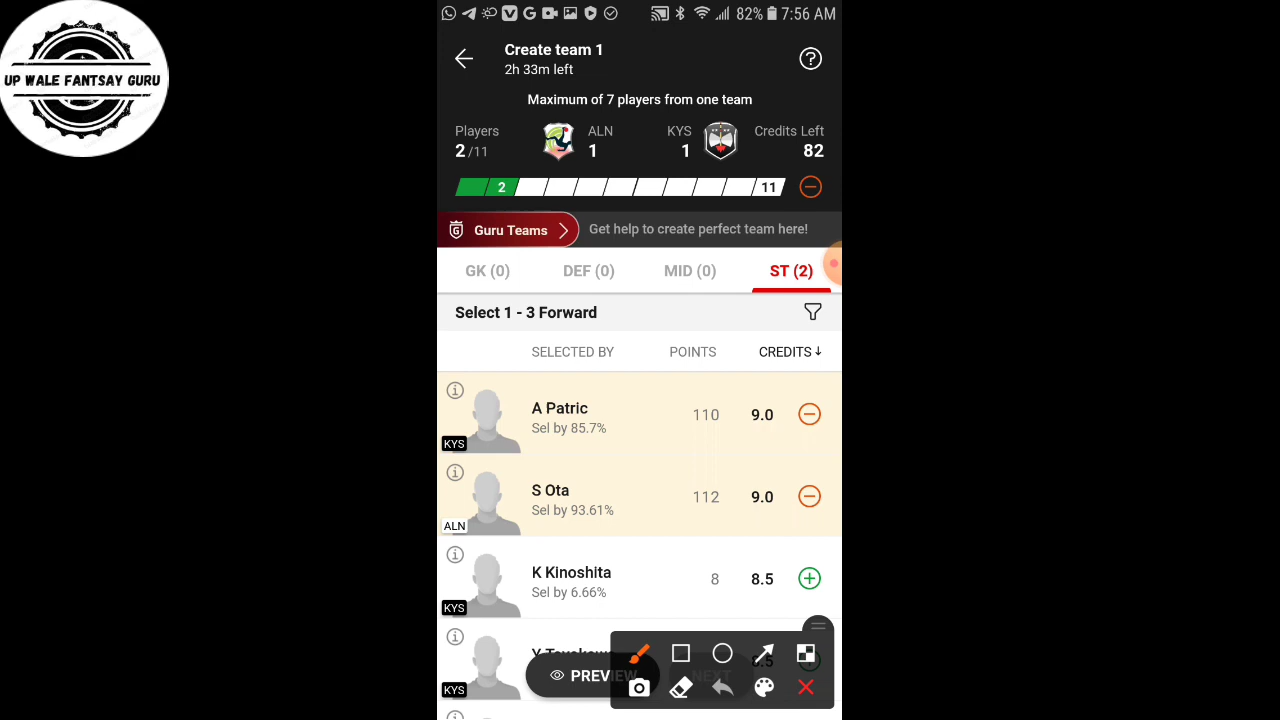 UP WALE FANTSAY GURU
82% 7:56 AM
Create team 1
2h 33m left
Maximum of 7 players from one team
Players ALN KYS Credits Left
2/11 1 1 82
2 11
Guru Teams Get help to create perfect team here!
GK (0) DEF (0) MID (0) ST (2)
Select 1 - 3 Forward
SELECTED BY POINTS CREDITS
A Patric 110 9.0
Sel by 85.7%
KYS
S Ota 112 9.0
Sel by 93.61%
ALN
K Kinoshita 8 8.5
Sel by 6.66%
KYS
PREVIEW NEXT
KYS